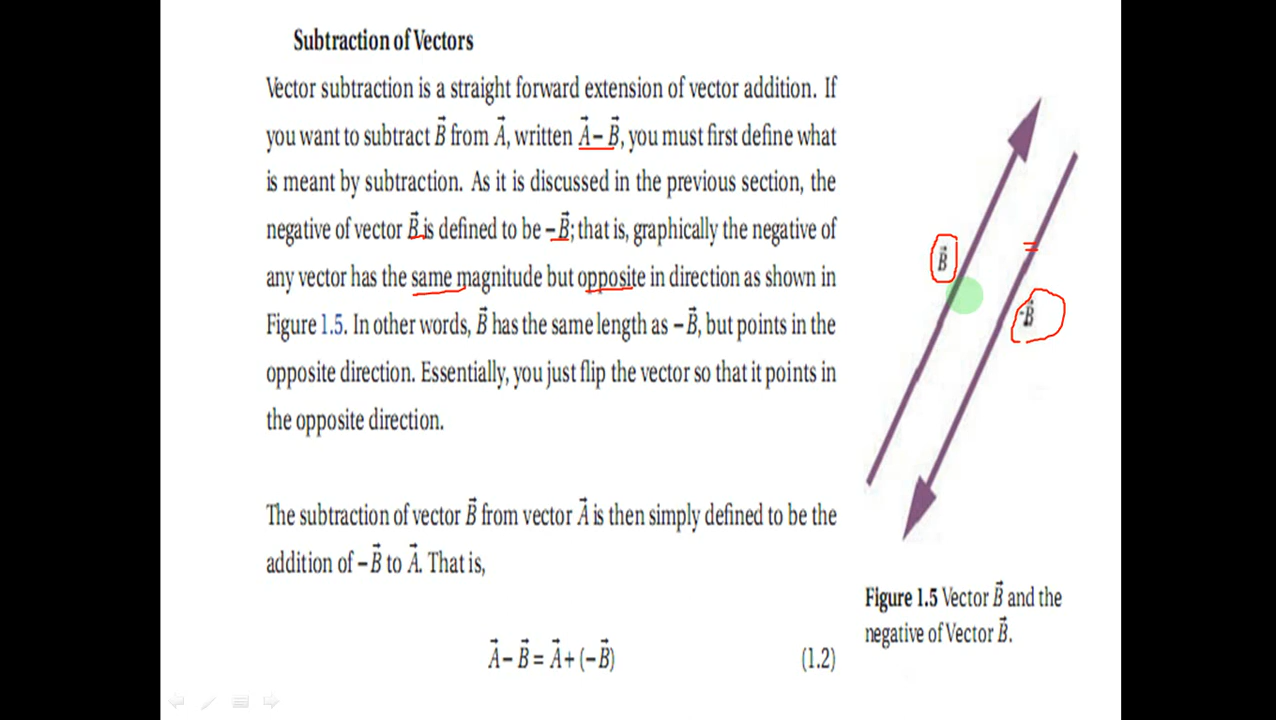 Subtraction of Vectors
Vector subtraction is a straight forward extension of vector addition. If
you want to subtract B⃗ from A⃗, written A⃗ – B⃗, you must first define what
is meant by subtraction. As it is discussed in the previous section, the
negative of vector B⃗ is defined to be –B⃗; that is, graphically the negative of
any vector has the same magnitude but opposite in direction as shown in
Figure 1.5. In other words, B⃗ has the same length as –B⃗, but points in the
opposite direction. Essentially, you just flip the vector so that it points in
the opposite direction.
The subtraction of vector B⃗ from vector A⃗ is then simply defined to be the
addition of –B⃗ to A⃗. That is,
A⃗ – B⃗ = A⃗ + (–B⃗) (1.2)
B⃗
=
-B⃗
Figure 1.5 Vector B⃗ and the
negative of Vector B⃗.